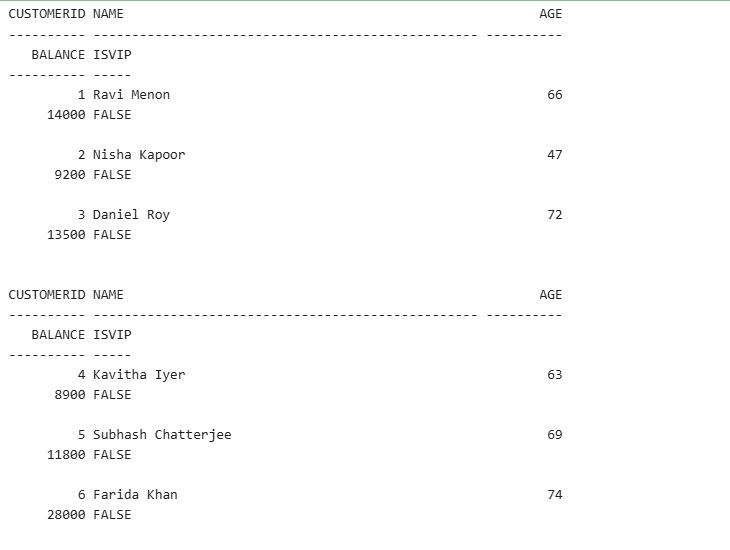 CUSTOMERID NAME                                                      AGE
---------- -------------------------------------------------- ----------
   BALANCE ISVIP
---------- -----
         1 Ravi Menon                                                 66
     14000 FALSE

         2 Nisha Kapoor                                               47
      9200 FALSE

         3 Daniel Roy                                                 72
     13500 FALSE


CUSTOMERID NAME                                                      AGE
---------- -------------------------------------------------- ----------
   BALANCE ISVIP
---------- -----
         4 Kavitha Iyer                                               63
      8900 FALSE

         5 Subhash Chatterjee                                         69
     11800 FALSE

         6 Farida Khan                                                74
     28000 FALSE